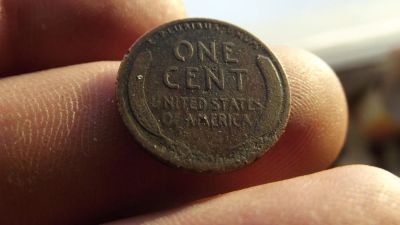 E PLURIBUS UNUM
ONE
CENT
UNITED STATES
OF AMERICA